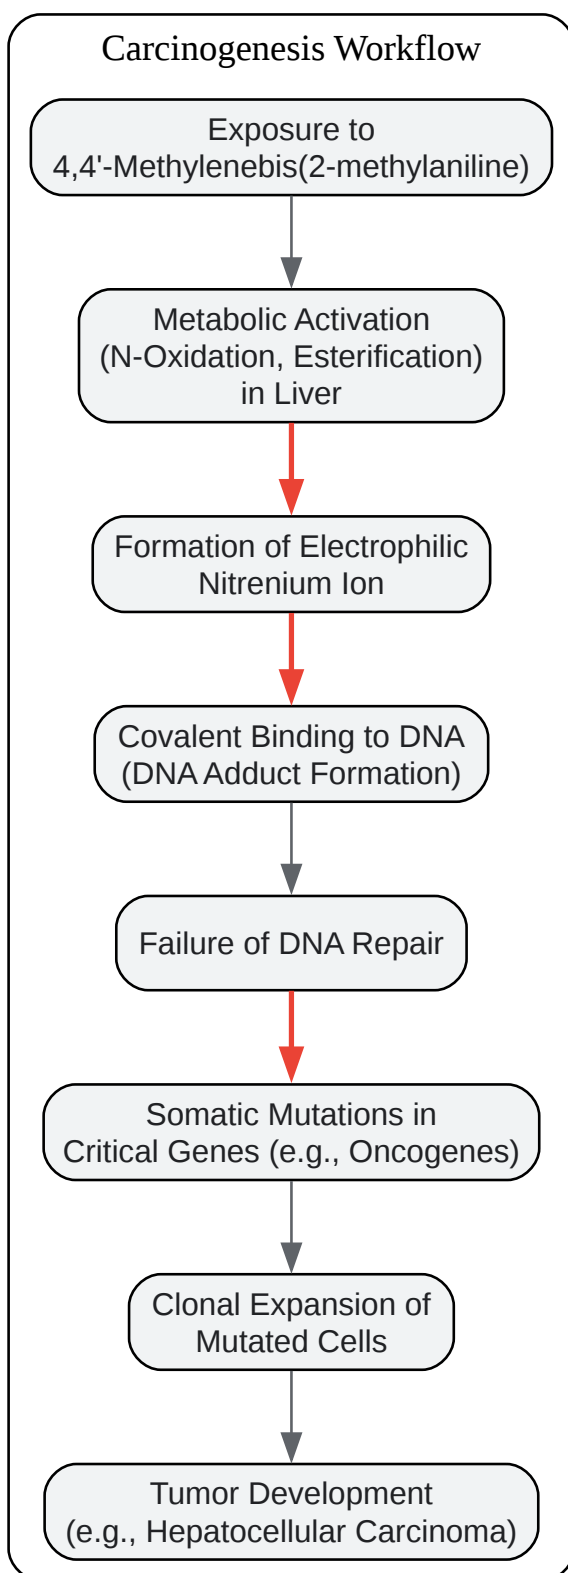 Carcinogenesis Workflow
Exposure to
4,4'-Methylenebis(2-methylaniline)
Metabolic Activation
(N-Oxidation, Esterification)
in Liver
Formation of Electrophilic
Nitrenium Ion
Covalent Binding to DNA
(DNA Adduct Formation)
Failure of DNA Repair
Somatic Mutations in
Critical Genes (e.g., Oncogenes)
Clonal Expansion of
Mutated Cells
Tumor Development
(e.g., Hepatocellular Carcinoma)